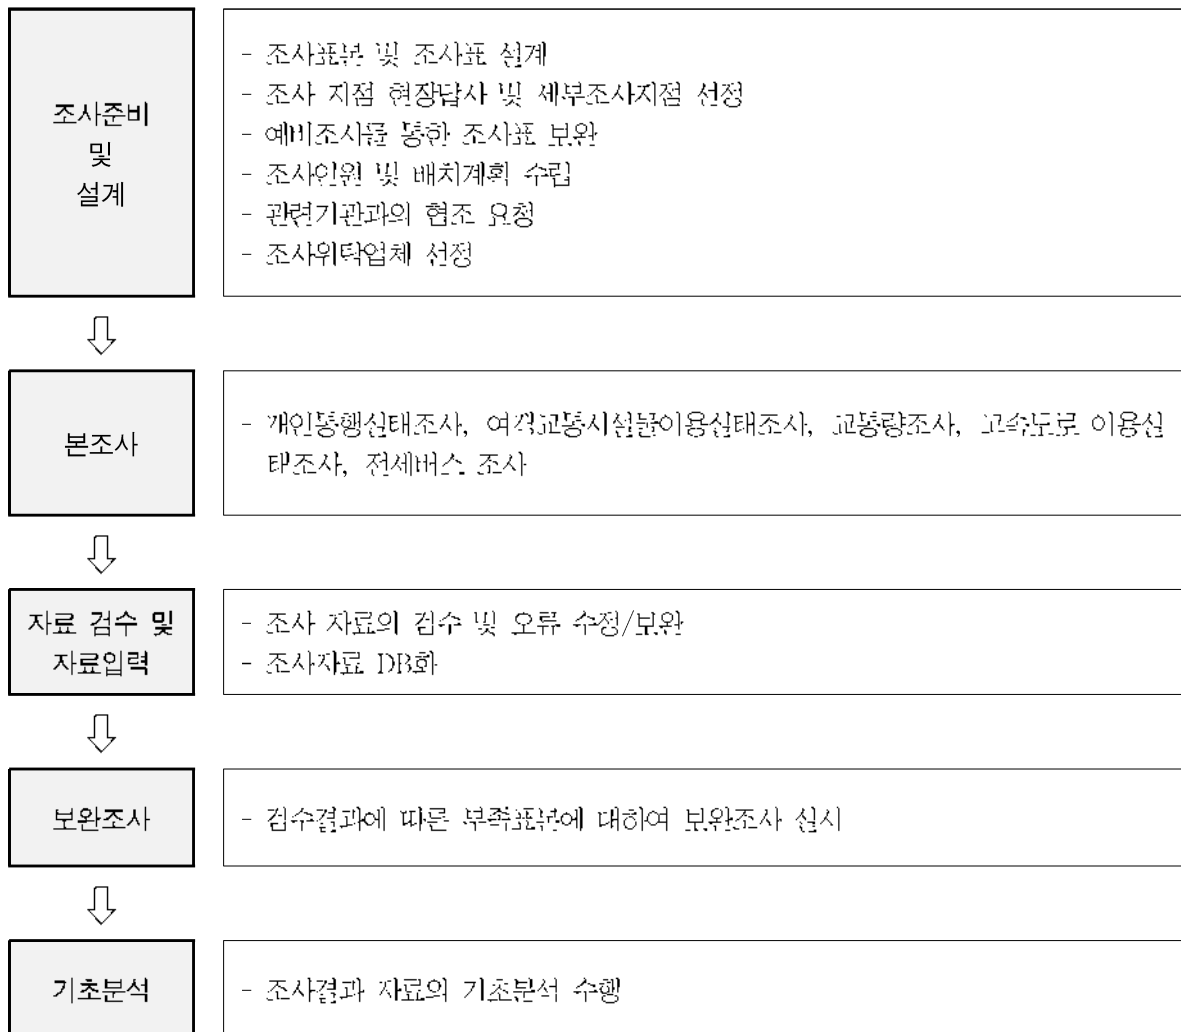 조사준비
및
설계
- 조사표본 및 조사표 설계
- 조사 지점 현장답사 및 세부조사지점 선정
- 예비조사를 통한 조사표 보완
- 조사인원 및 배치계획 수립
- 관련기관과의 협조 요청
- 조사위탁업체 선정
본조사
- 개인통행실태조사, 여객교통시설물이용실태조사, 교통량조사, 고속도로 이용실
태조사, 전세버스 조사
자료 검수 및
자료입력
- 조사 자료의 검수 및 오류 수정/보완
- 조사자료 DB화
보완조사
- 검수결과에 따른 부족표본에 대하여 보완조사 실시
기초분석
- 조사결과 자료의 기초분석 수행